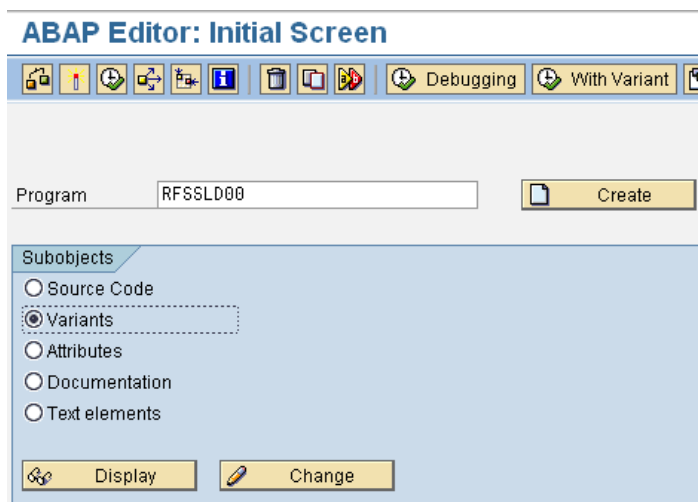 ABAP Editor: Initial Screen
Debugging With Variant
Program RFSSLD00 Create
Subobjects
Source Code
Variants
Attributes
Documentation
Text elements
Display Change